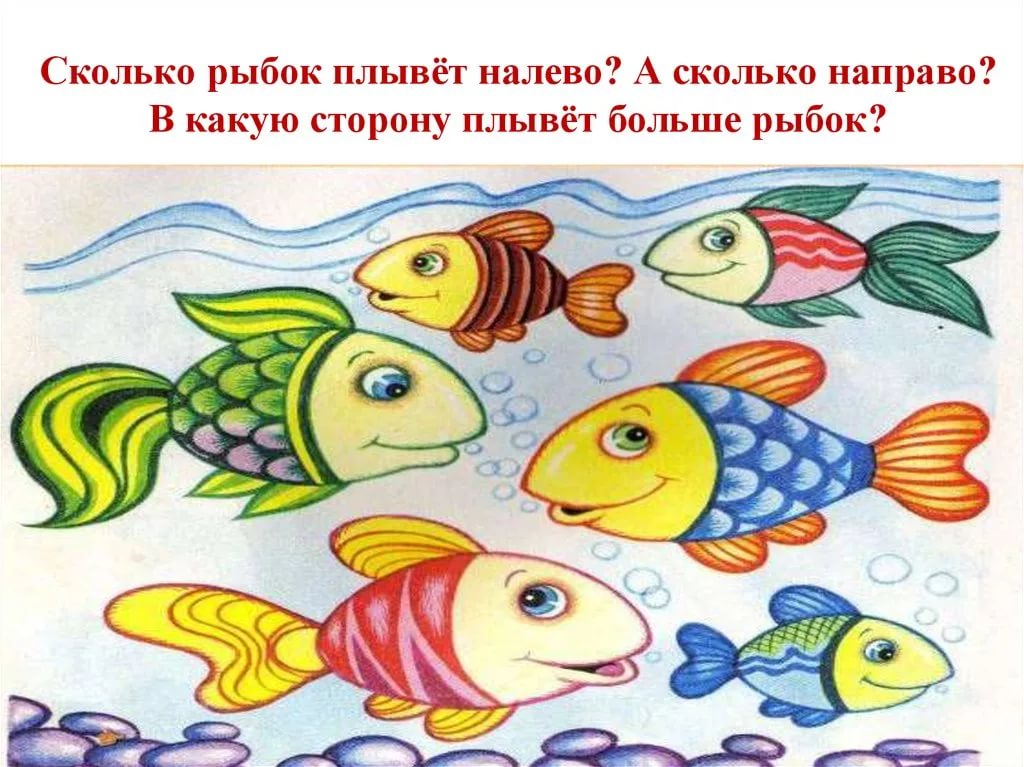 Сколько рыбок плывёт налево? А сколько направо?
В какую сторону плывёт больше рыбок?